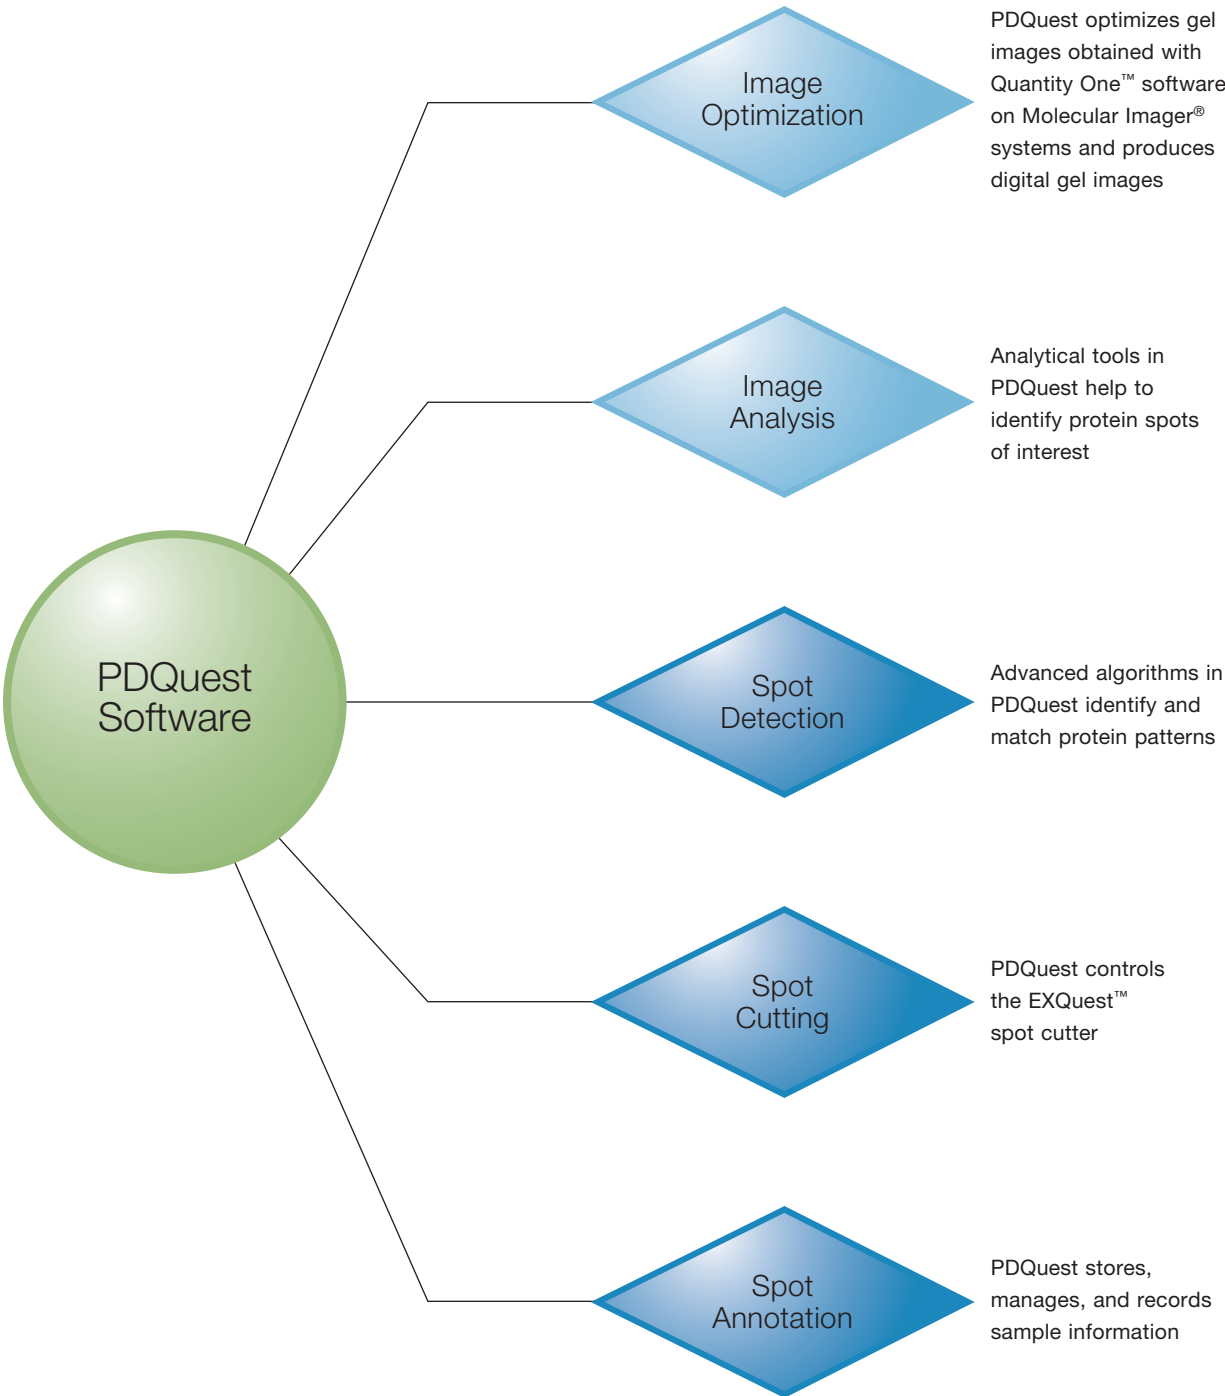 Image
Optimization
PDQuest optimizes gel
images obtained with
Quantity One™ software
on Molecular Imager®
systems and produces
digital gel images
Image
Analysis
Analytical tools in
PDQuest help to
identify protein spots
of interest
PDQuest
Software
Spot
Detection
Advanced algorithms in
PDQuest identify and
match protein patterns
Spot
Cutting
PDQuest controls
the EXQuest™
spot cutter
Spot
Annotation
PDQuest stores,
manages, and records
sample information